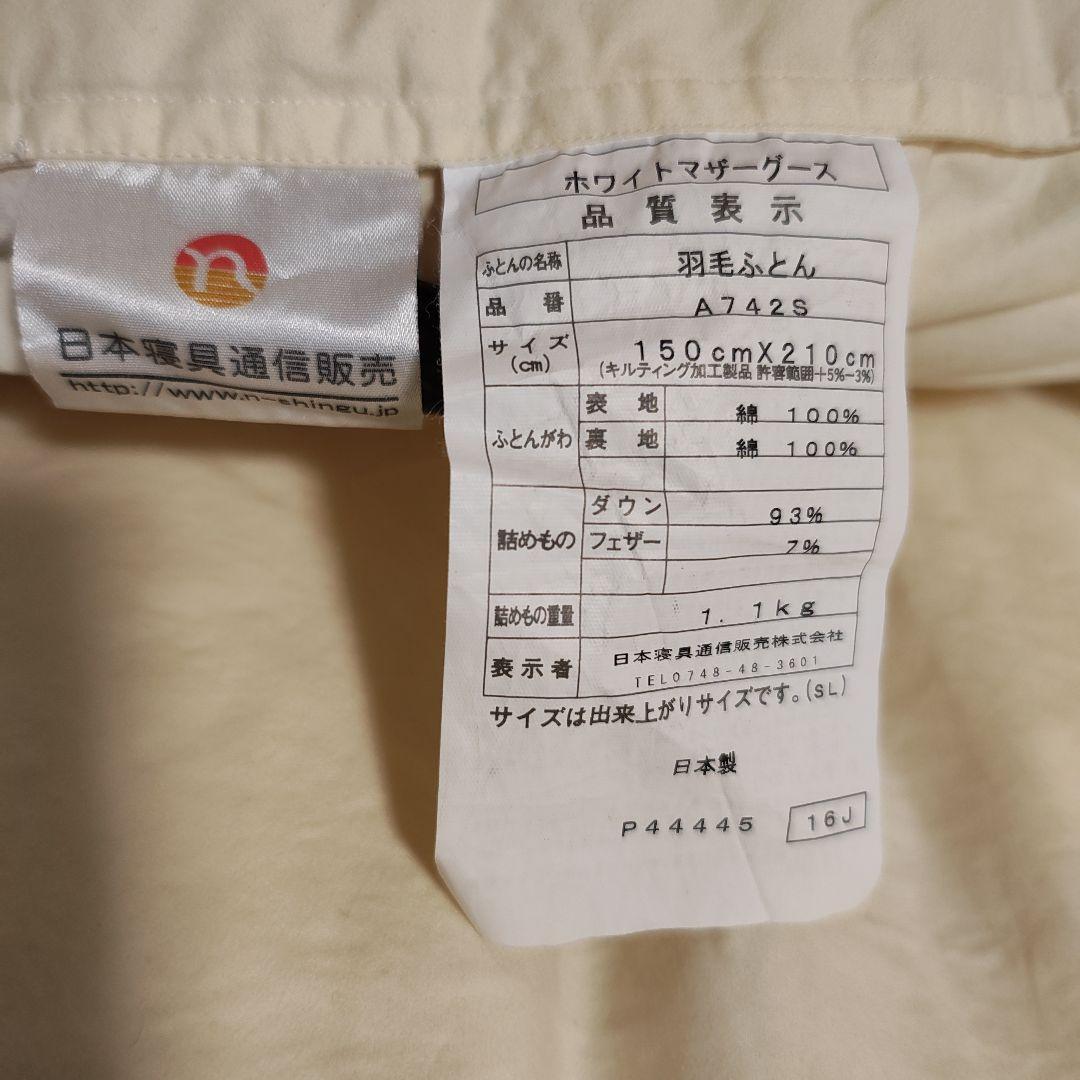 n
日本寝具通信販売
http://www.n-shingu.jp
ホワイトマザーグース
品質表示
ふとんの名称 羽毛ふとん
品番 A742S
サイズ(cm) 150cmX210cm
(キルティング加工製品 許容範囲+5%-3%)
ふとんがわ 表地 綿 100%
裏地 綿 100%
詰めもの ダウン 93%
フェザー 7%
詰めもの重量 1.1kg
表示者 日本寝具通信販売株式会社
TEL0748-48-3601
サイズは出来上がりサイズです。(SL)
日本製
P44445 16J